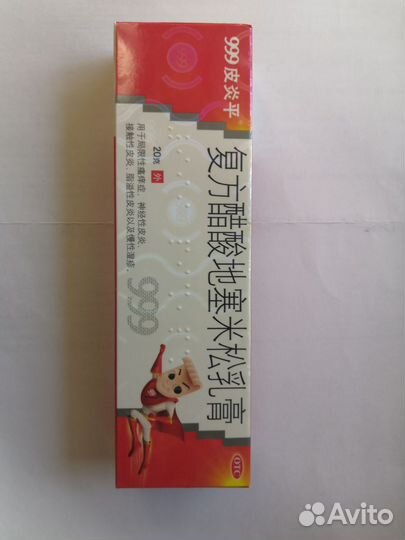 999皮炎平
复方醋酸地塞米松乳膏
20克 外
用于局限性瘙痒症、神经性皮炎、
接触性皮炎、脂溢性皮炎以及慢性湿疹。
999
999
OTC
Avito